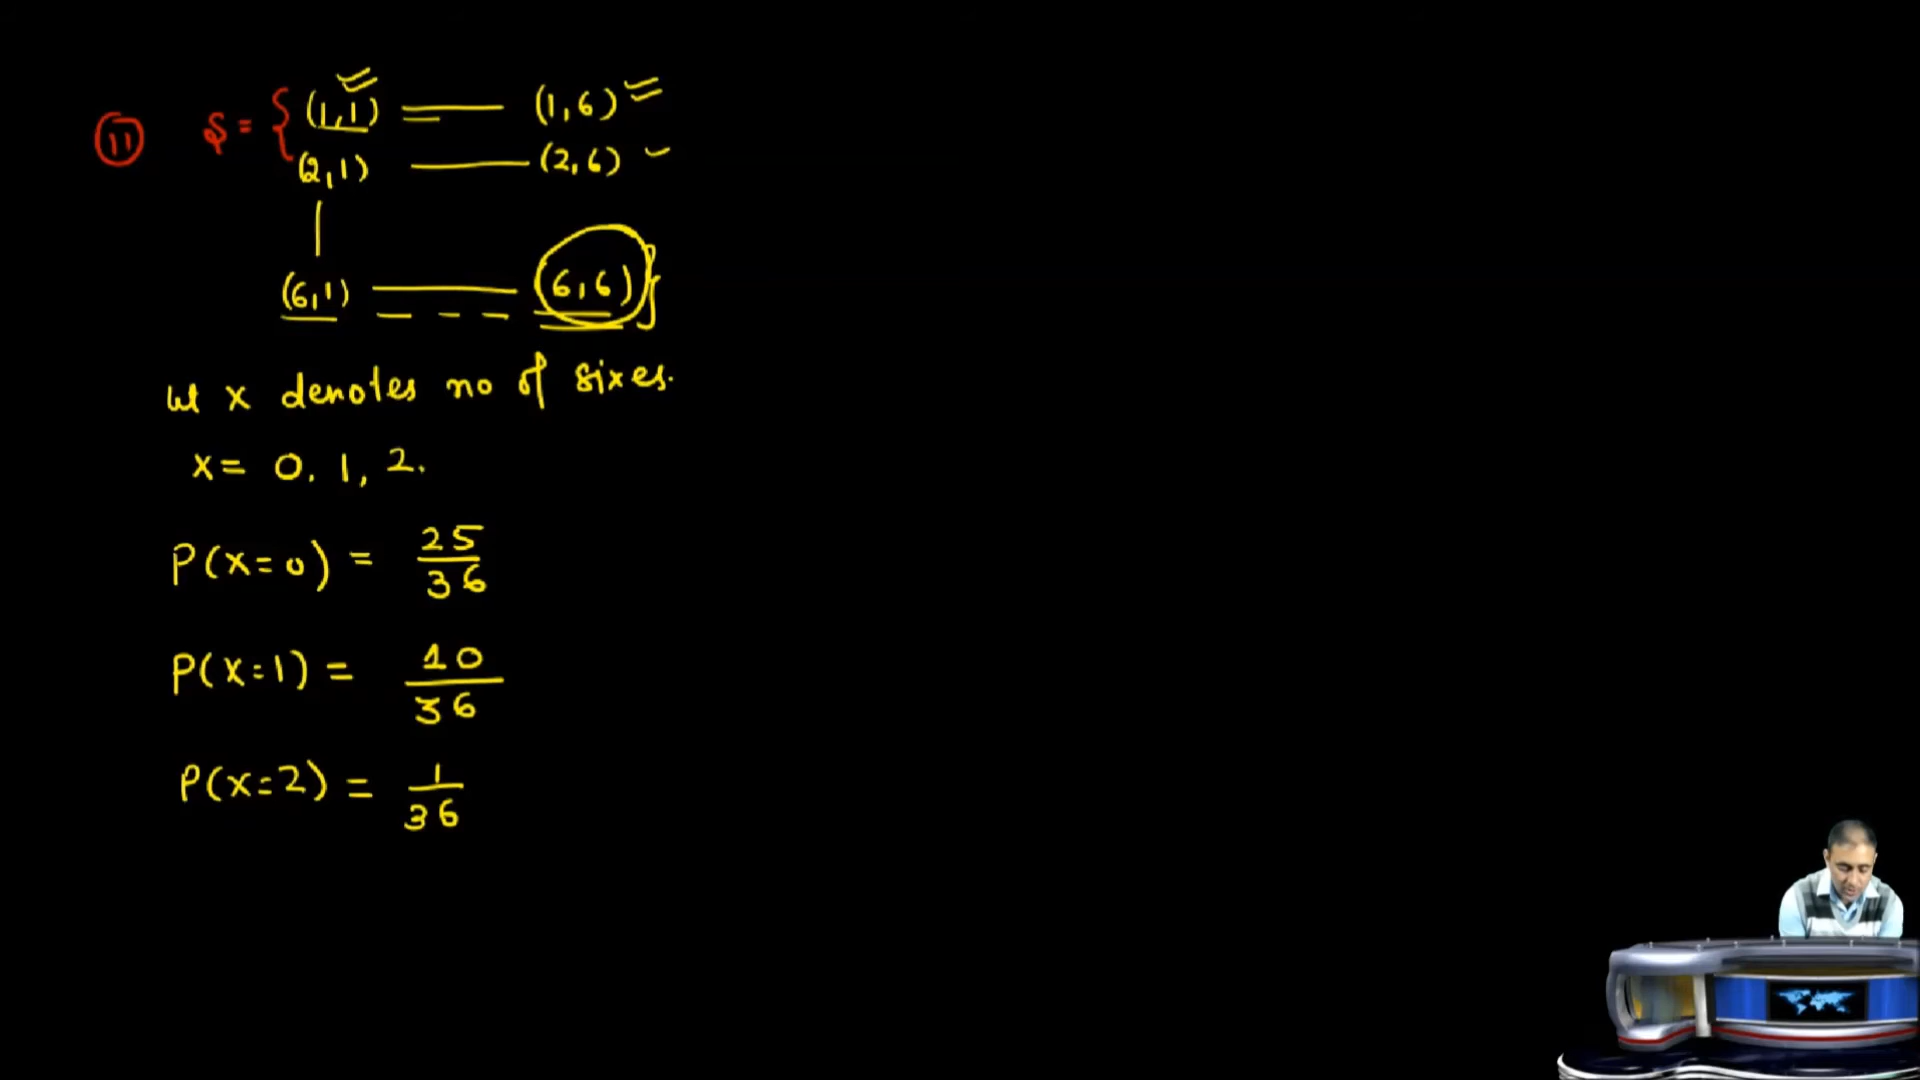 11 S = { (1,1) (1,6)
(2,1) (2,6)
(6,1) (6,6) }
Let X denotes no of sixes.
X = 0, 1, 2.
P(X=0) = 25/36
P(X=1) = 10/36
P(X=2) = 1/36